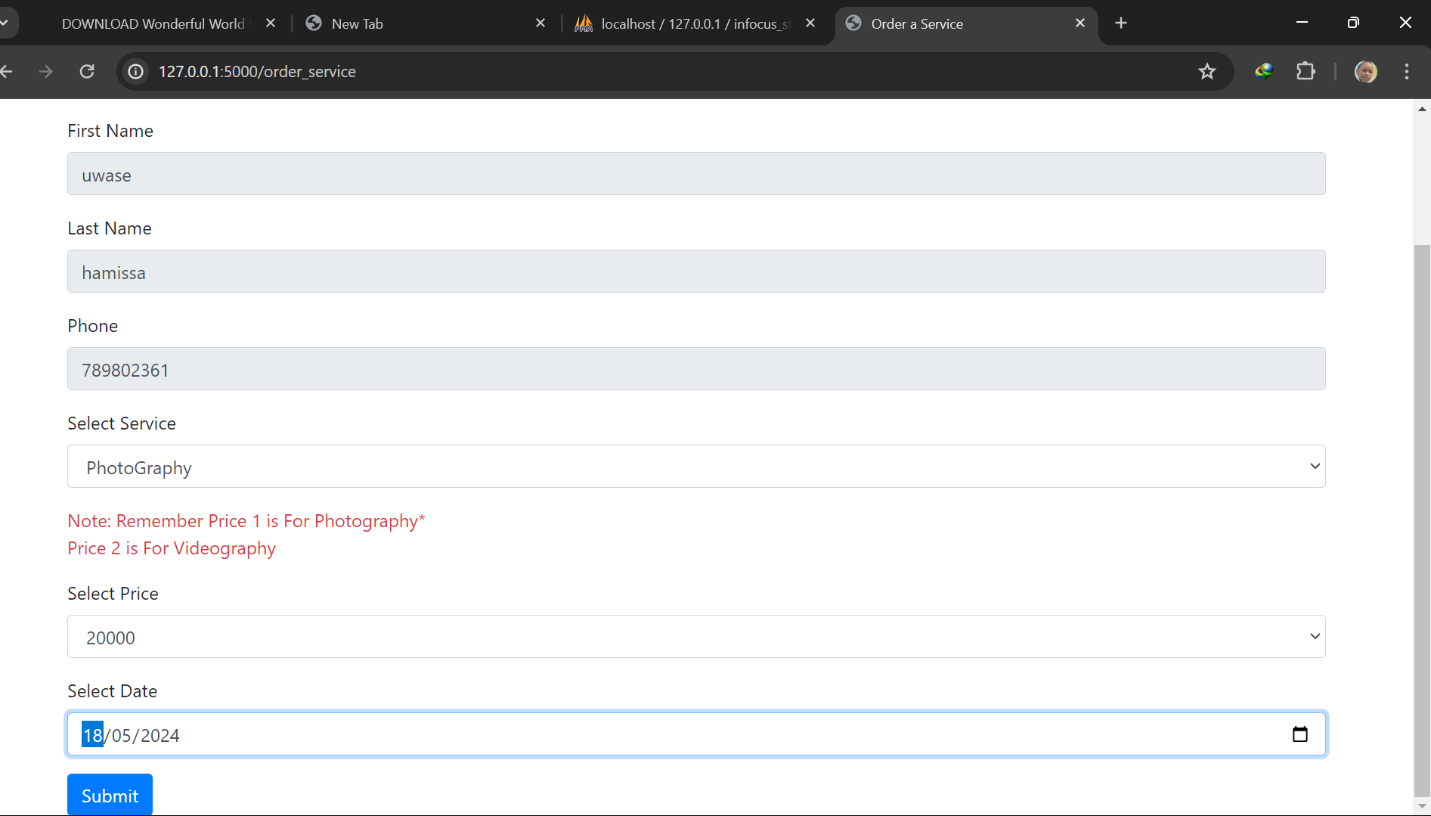 DOWNLOAD Wonderful World
New Tab
localhost / 127.0.0.1 / infocus_st
Order a Service
127.0.0.1:5000/order_service
First Name
uwase
Last Name
hamissa
Phone
789802361
Select Service
PhotoGraphy
Note: Remember Price 1 is For Photography*
Price 2 is For Videography
Select Price
20000
Select Date
18/05/2024
Submit